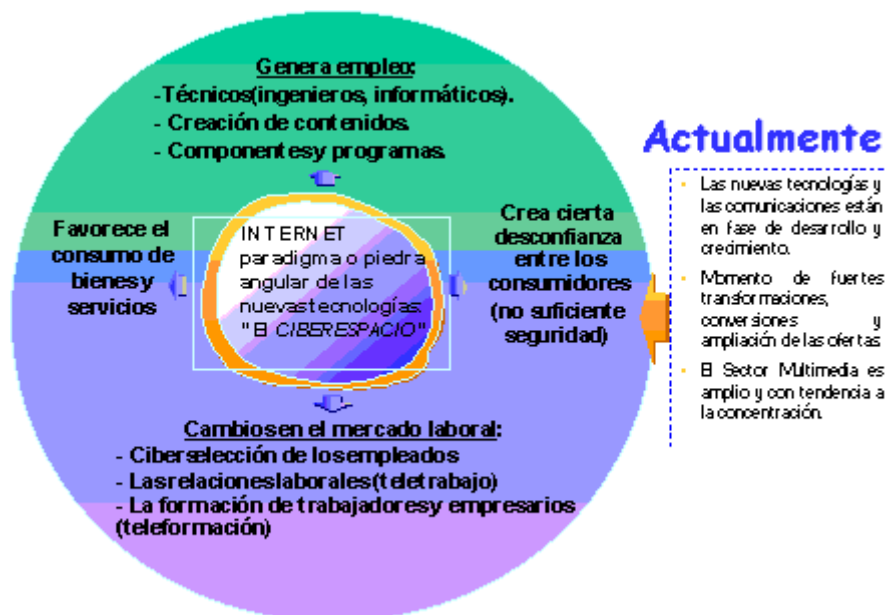 Genera empleo:
-Técnicos(ingenieros, informáticos).
- Creación de contenidos.
- Componentes y programas.
Favorece el
consumo de
bienes y
servicios
INTERNET
paradigma o piedra
angular de las
nuevas tecnologías:
"El CIBERESPACIO"
Crea cierta
desconfianza
entre los
consumidores
(no suficiente
seguridad)
Cambios en el mercado laboral:
- Ciberselección de los empleados
- Las relaciones laborales (teletrabajo)
- La formación de trabajadores y empresarios
(teleformación)
Actualmente
• Las nuevas tecnologías y
las comunicaciones están
en fase de desarrollo y
crecimiento.
• Momento de fuertes
transformaciones,
conversiones y
ampliación de las ofertas
• El Sector Multimedia es
amplio y con tendencia a
la concentración.